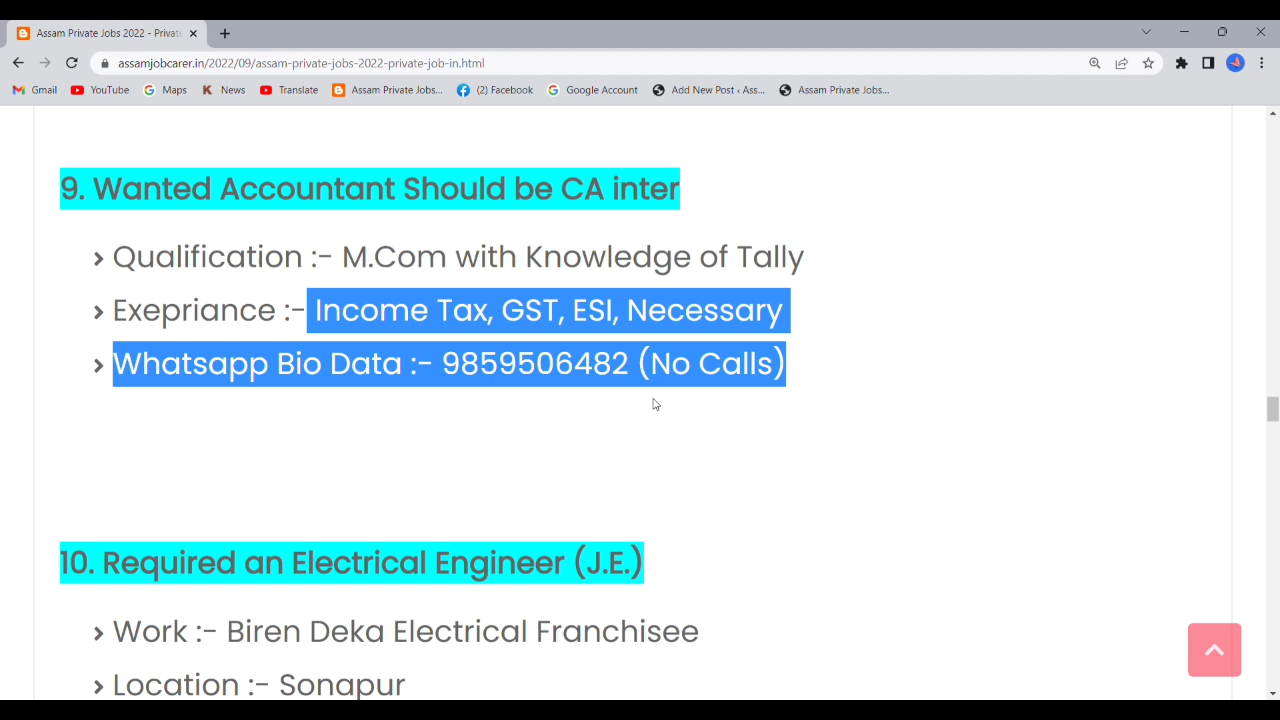 Assam Private Jobs 2022 - Privat
assamjobcarer.in/2022/09/assam-private-jobs-2022-private-job-in.html
Gmail YouTube Maps News Translate Assam Private Jobs... (2) Facebook Google Account Add New Post ‹ Ass... Assam Private Jobs...
9. Wanted Accountant Should be CA inter
Qualification :- M.Com with Knowledge of Tally
Exepriance :- Income Tax, GST, ESI, Necessary
Whatsapp Bio Data :- 9859506482 (No Calls)
10. Required an Electrical Engineer (J.E.)
Work :- Biren Deka Electrical Franchisee
Location :- Sonapur